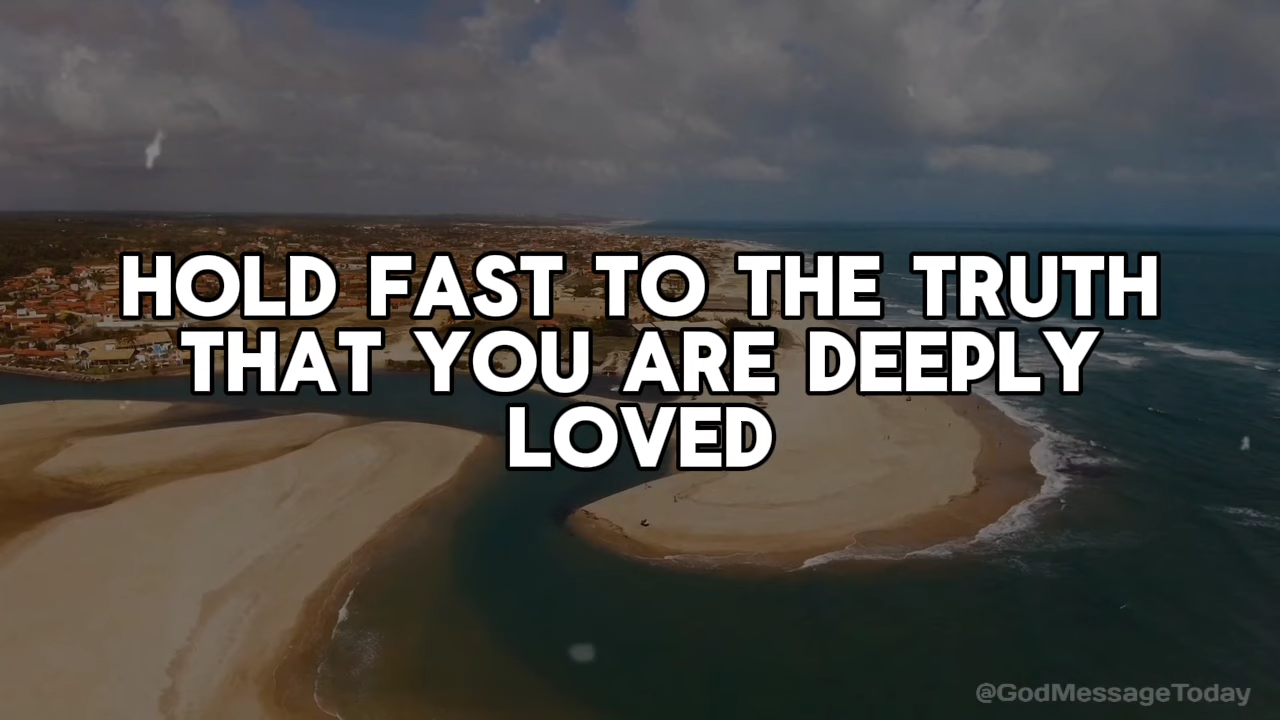 HOLD FAST TO THE TRUTH
THAT YOU ARE DEEPLY
LOVED
@GodMessageToday